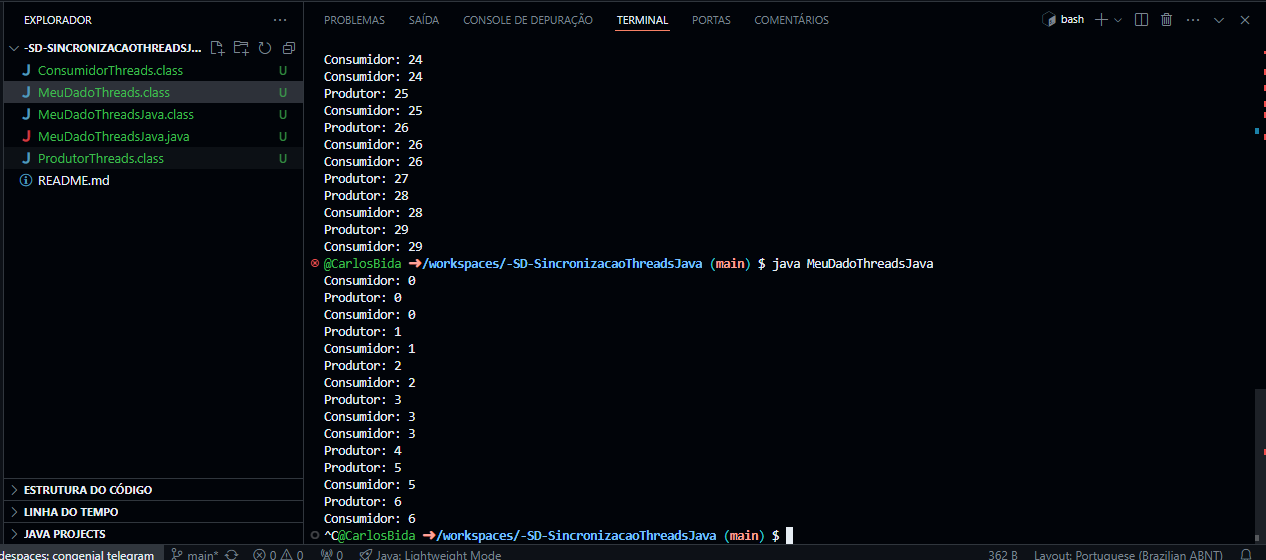 EXPLORADOR
-SD-SINCRONIZACAOTHREADSJ...
ConsumidorThreads.class U
MeuDadoThreads.class U
MeuDadoThreadsJava.class U
MeuDadoThreadsJava.java U
ProdutorThreads.class U
README.md
ESTRUTURA DO CÓDIGO
LINHA DO TEMPO
JAVA PROJECTS
PROBLEMAS SAÍDA CONSOLE DE DEPURAÇÃO TERMINAL PORTAS COMENTÁRIOS bash
Consumidor: 24
Consumidor: 24
Produtor: 25
Consumidor: 25
Produtor: 26
Consumidor: 26
Consumidor: 26
Produtor: 27
Produtor: 28
Consumidor: 28
Produtor: 29
Consumidor: 29
@CarlosBida ➜/workspaces/-SD-SincronizacaoThreadsJava (main) $ java MeuDadoThreadsJava
Consumidor: 0
Produtor: 0
Consumidor: 0
Produtor: 1
Consumidor: 1
Produtor: 2
Consumidor: 2
Produtor: 3
Consumidor: 3
Consumidor: 3
Produtor: 4
Produtor: 5
Consumidor: 5
Produtor: 6
Consumidor: 6
^C@CarlosBida ➜/workspaces/-SD-SincronizacaoThreadsJava (main) $
despaces: congenial telegram main* 0 0 0 Java: Lightweight Mode 362 B Layout: Portuguese (Brazilian ABNT)